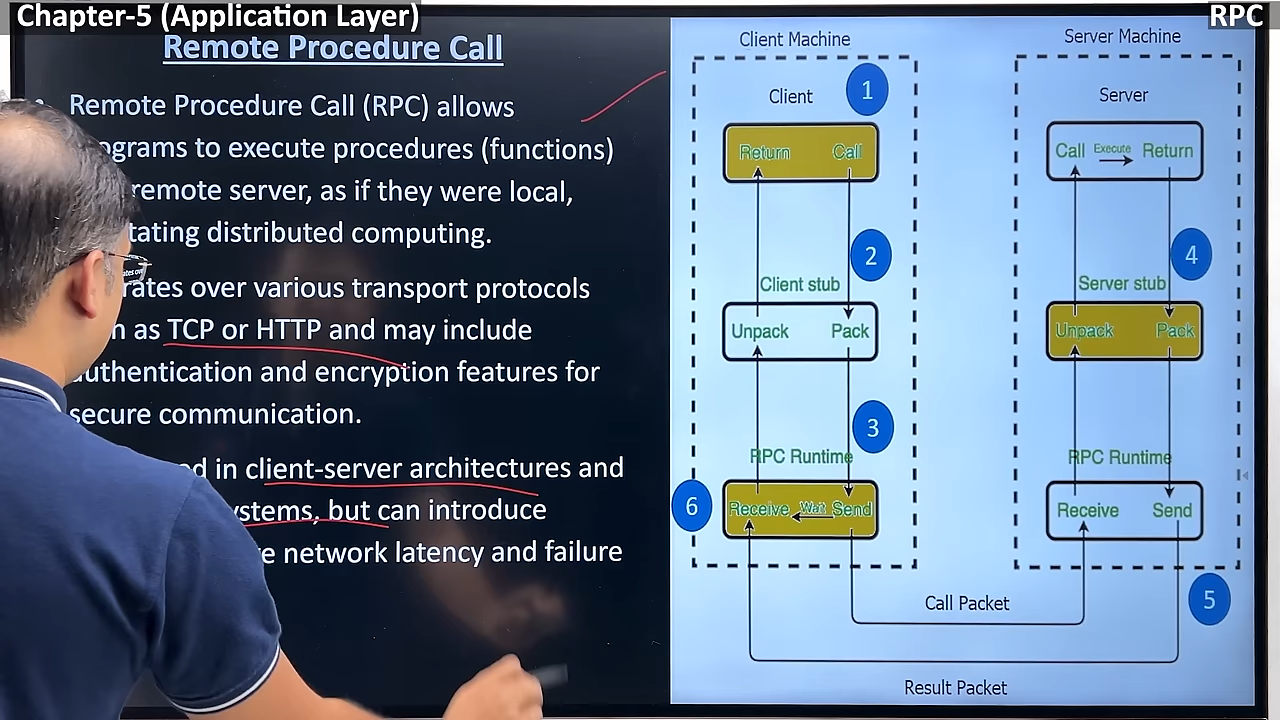 Chapter-5 (Application Layer)
RPC
Remote Procedure Call
Remote Procedure Call (RPC) allows
to execute procedures (functions)
remote server, as if they were local,
distributed computing.
over various transport protocols
as TCP or HTTP and may include
authentication and encryption features for
secure communication.
in client-server architectures and
but can introduce
network latency and failure
Client Machine
Client
1
Return Call
2
Client stub
Unpack Pack
3
RPC Runtime
6
Receive Wait Send
Server Machine
Server
Call Execute Return
4
Server stub
Unpack Pack
RPC Runtime
Receive Send
5
Call Packet
Result Packet